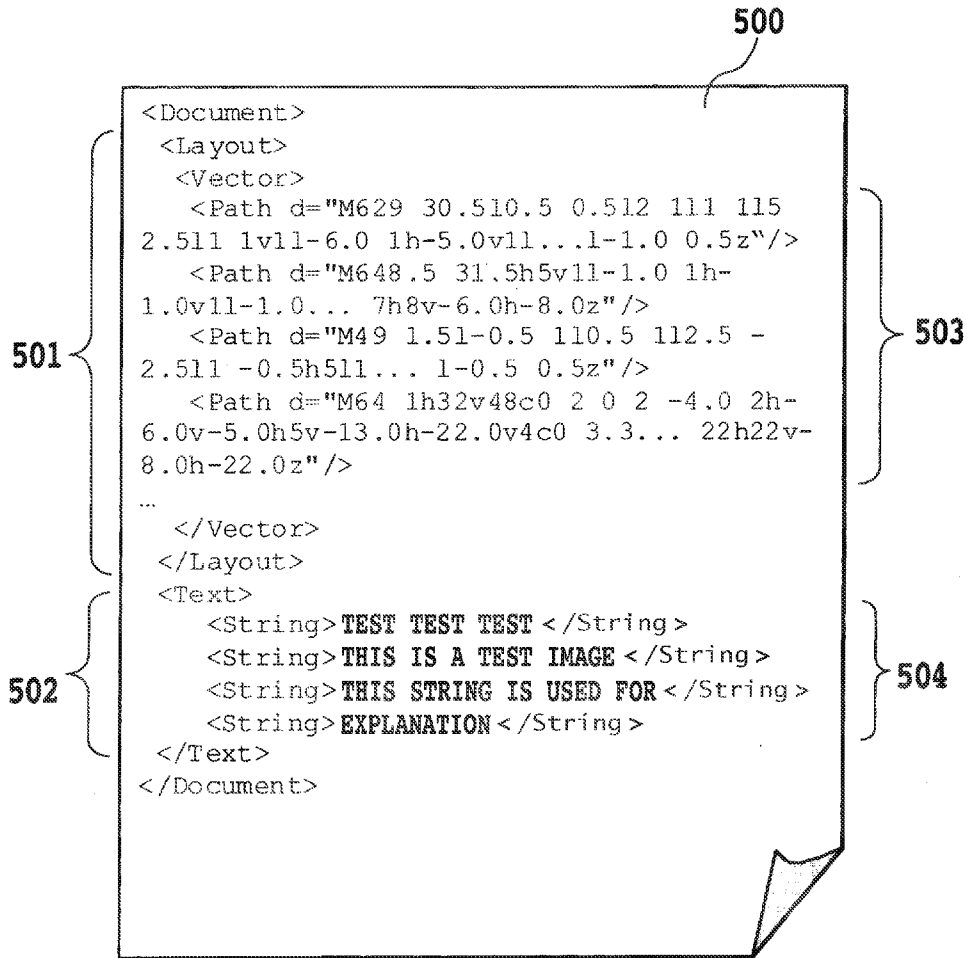 500
<Document>
<Layout>
<Vector>
<Path d="M629 30.510.5 0.512 111 115
2.511 1v11-6.0 1h-5.0v11...1-1.0 0.5z"/>
<Path d="M648.5 31.5h5v11-1.0 1h-
1.0v11-1.0... 7h8v-6.0h-8.0z"/>
<Path d="M49 1.51-0.5 110.5 112.5 -
2.511 -0.5h511... 1-0.5 0.5z"/>
<Path d="M64 1h32v48c0 2 0 2 -4.0 2h-
6.0v-5.0h5v-13.0h-22.0v4c0 3.3... 22h22v-
8.0h-22.0z"/>
...
</Vector>
</Layout>
501
503
<Text>
<String>TEST TEST TEST</String>
<String>THIS IS A TEST IMAGE</String>
<String>THIS STRING IS USED FOR</String>
<String>EXPLANATION</String>
</Text>
</Document>
502
504